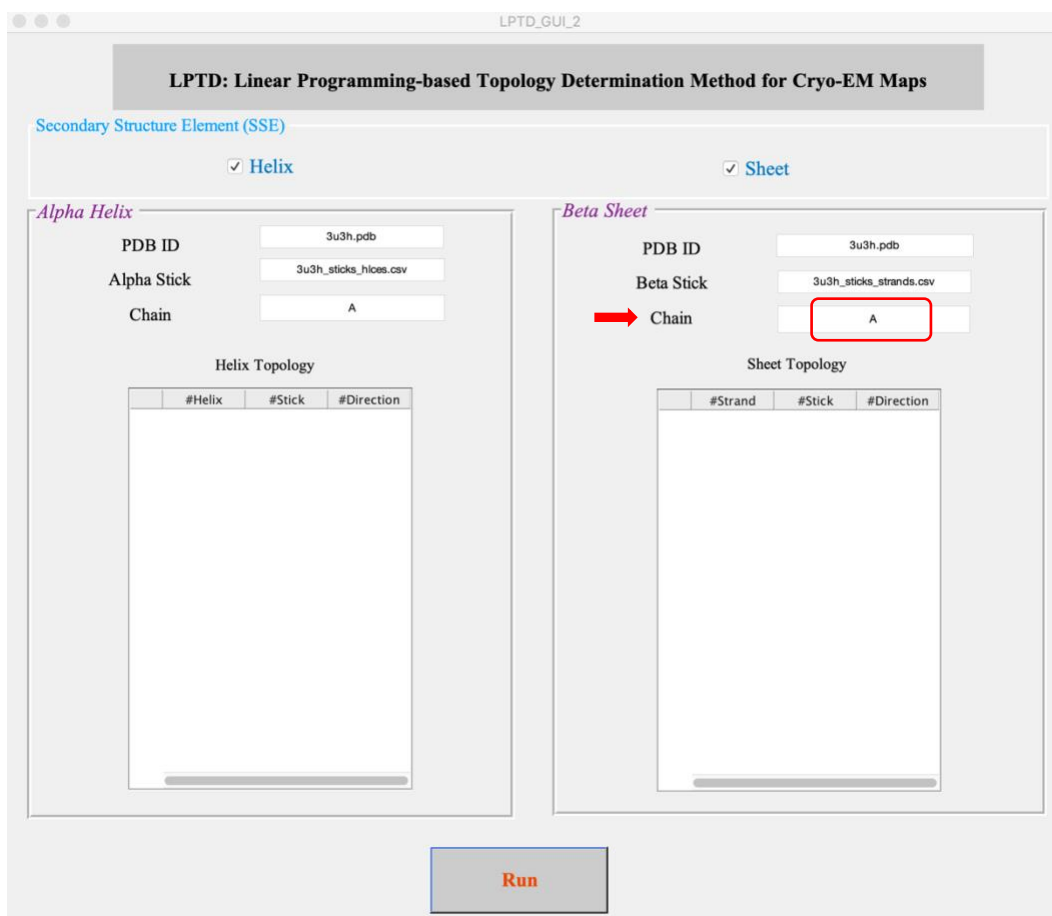 LPTD_GUI_2
LPTD: Linear Programming-based Topology Determination Method for Cryo-EM Maps
Secondary Structure Element (SSE)
Helix
Sheet
Alpha Helix
PDB ID 3u3h.pdb
Alpha Stick 3u3h_sticks_hlces.csv
Chain A
Helix Topology
#Helix #Stick #Direction
Beta Sheet
PDB ID 3u3h.pdb
Beta Stick 3u3h_sticks_strands.csv
Chain A
Sheet Topology
#Strand #Stick #Direction
Run